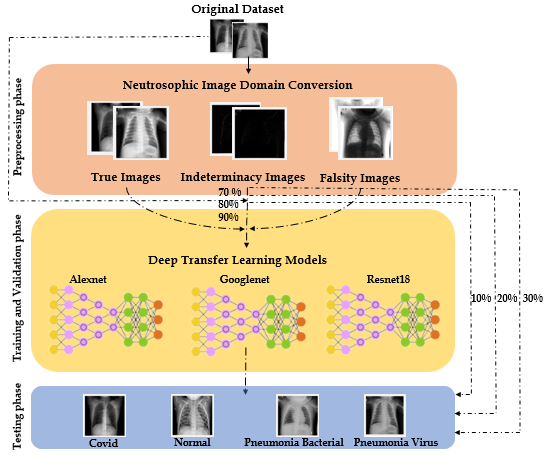 Original Dataset
Preprocessing phase
Neutrosophic Image Domain Conversion
True Images
Indeterminacy Images
Falsity Images
70 %
80%
90%
Training and Validation phase
Deep Transfer Learning Models
Alexnet
Googlenet
Resnet18
10%
20%
30%
Testing phase
Covid
Normal
Pneumonia Bacterial
Pneumonia Virus